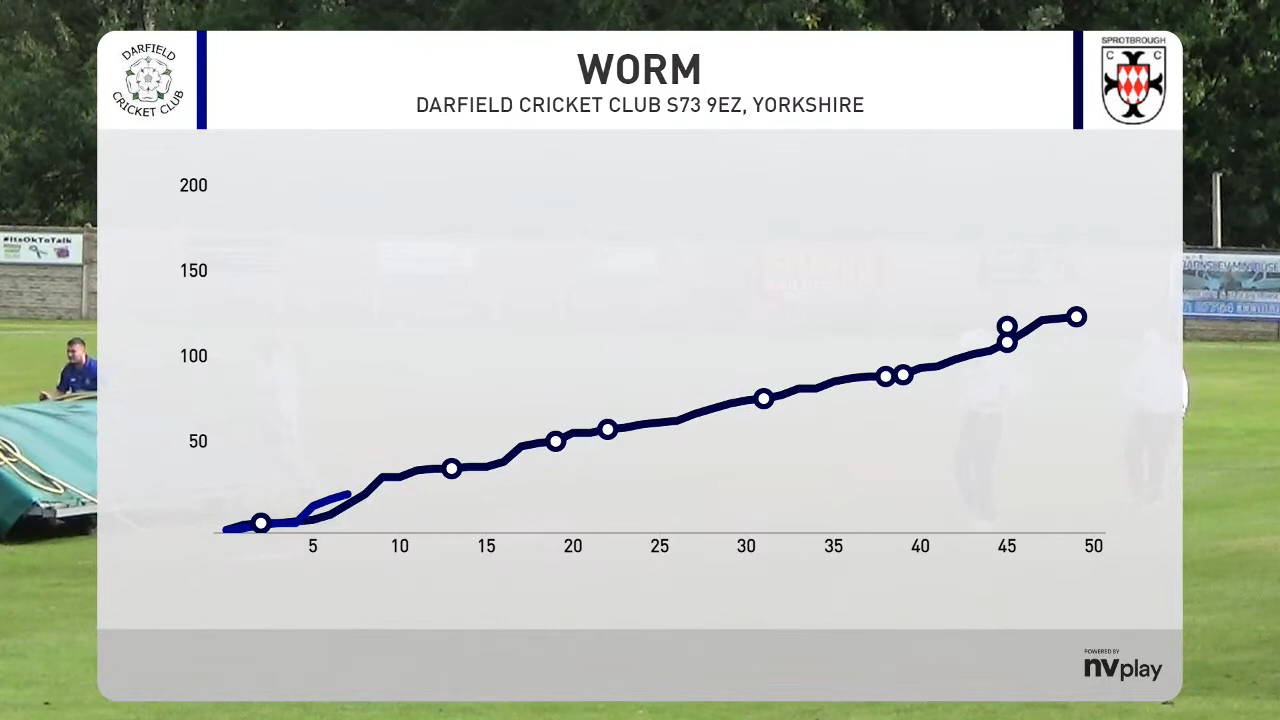 WORM
DARFIELD CRICKET CLUB S73 9EZ, YORKSHIRE
DARFIELD
CRICKET CLUB
SPROTBROUGH
C C
200
150
100
50
5 10 15 20 25 30 35 40 45 50
#ItsOkToTalk
POWERED BY
nvplay